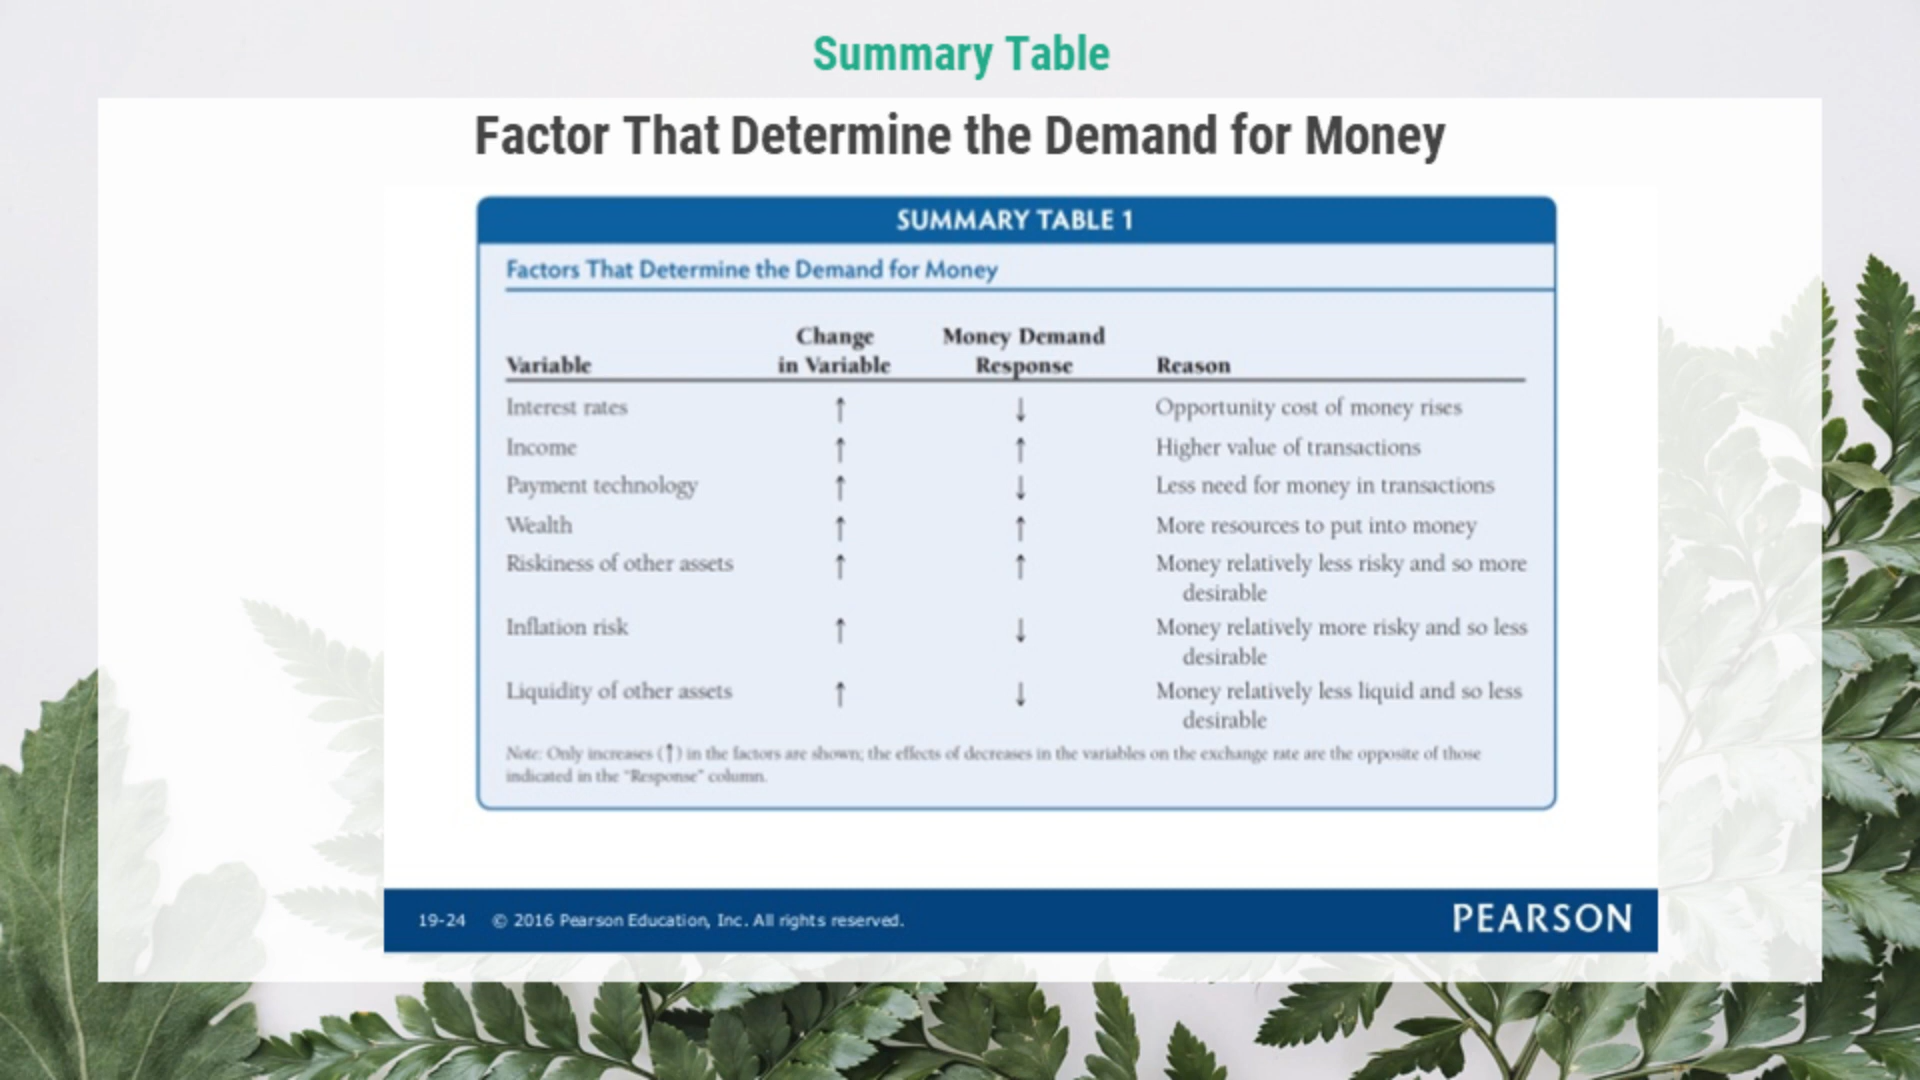 Summary Table
Factor That Determine the Demand for Money
SUMMARY TABLE 1
Factors That Determine the Demand for Money
Variable Change in Variable Money Demand Response Reason
Interest rates ↑ ↓ Opportunity cost of money rises
Income ↑ ↑ Higher value of transactions
Payment technology ↑ ↓ Less need for money in transactions
Wealth ↑ ↑ More resources to put into money
Riskiness of other assets ↑ ↑ Money relatively less risky and so more
desirable
Inflation risk ↑ ↓ Money relatively more risky and so less
desirable
Liquidity of other assets ↑ ↓ Money relatively less liquid and so less
desirable
Note: Only increases (↑) in the factors are shown; the effects of decreases in the variables on the exchange rate are the opposite of those
indicated in the “Response” column.
19-24 © 2016 Pearson Education, Inc. All rights reserved.
PEARSON